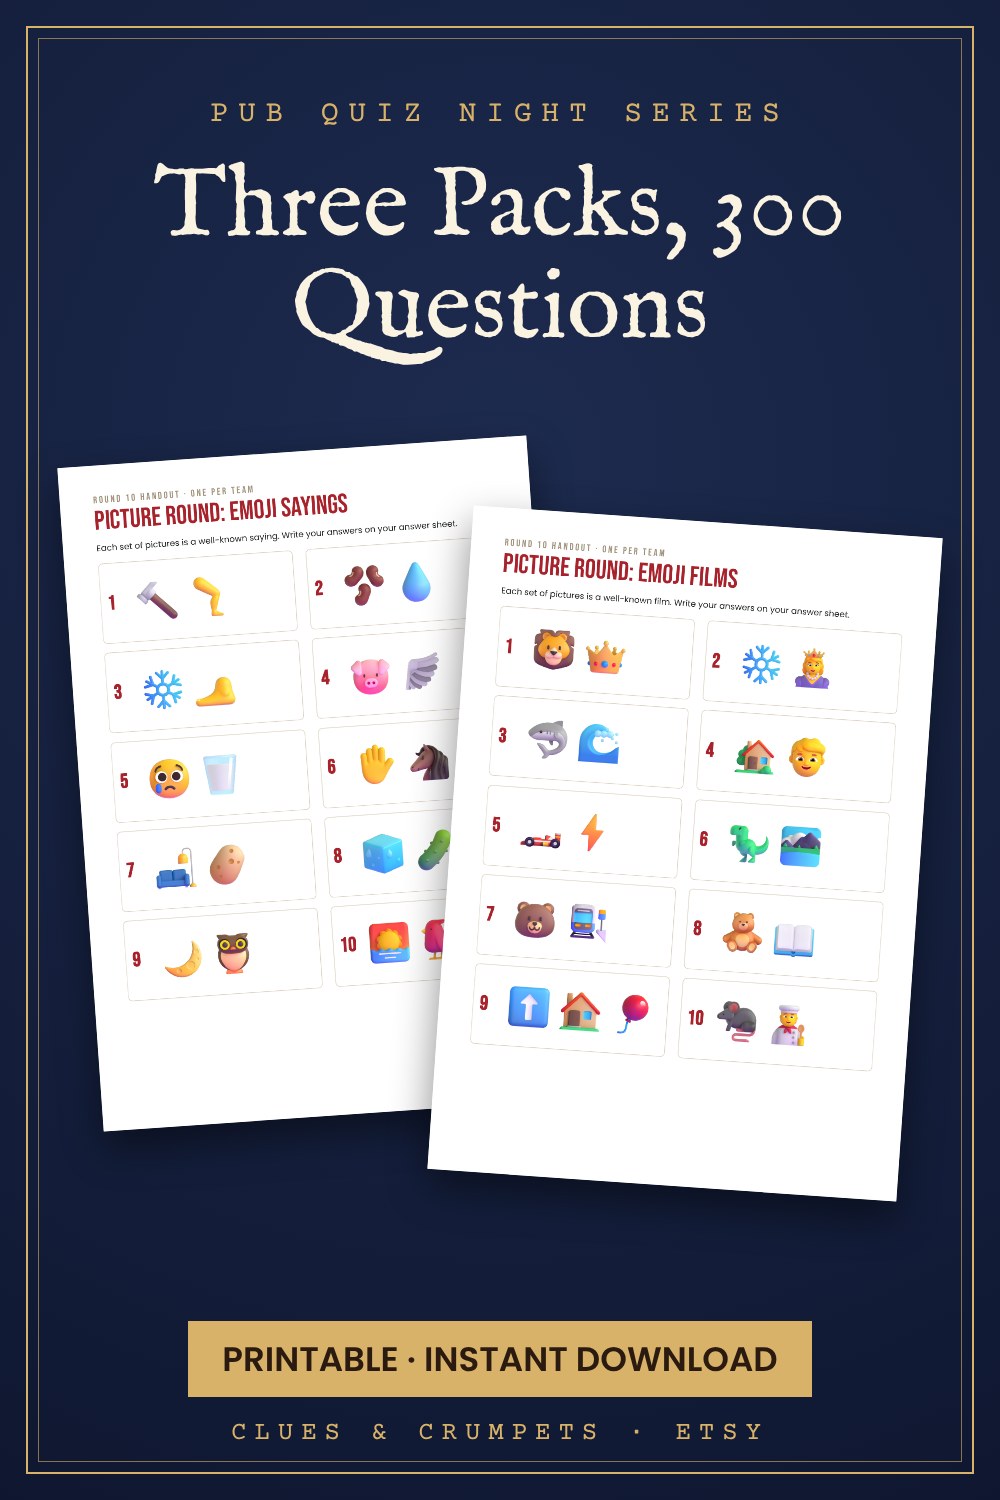 PUB QUIZ NIGHT SERIES
Three Packs, 300
Questions
ROUND 10 HANDOUT · ONE PER TEAM
PICTURE ROUND: EMOJI SAYINGS
Each set of pictures is a well-known saying. Write your answers on your answer sheet.
1
2
3
4
5
6
7
8
9
10
ROUND 10 HANDOUT · ONE PER TEAM
PICTURE ROUND: EMOJI FILMS
Each set of pictures is a well-known film. Write your answers on your answer sheet.
1
2
3
4
5
6
7
8
9
10
PRINTABLE · INSTANT DOWNLOAD
CLUES & CRUMPETS · ETSY